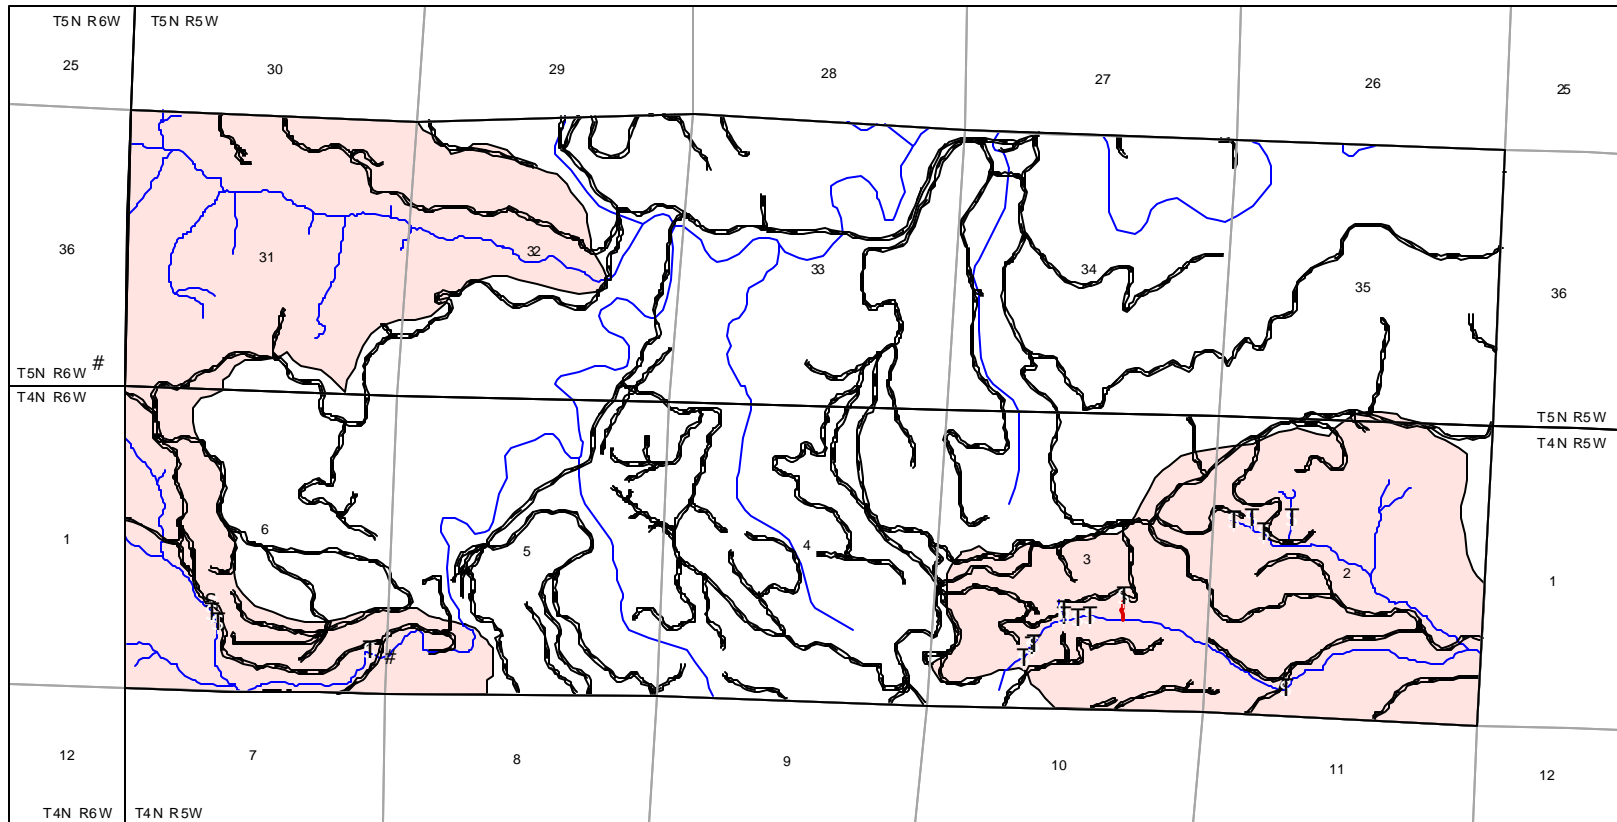 T5N R6W T5N R5W
25 30 29 28 27 26 25
36 31 32 33 34 35 36
#
T5N R6W
T4N R6W
T5N R5W
T4N R5W
1 6 5 4 3 2 1
T T T T
T T T T T
T T T T
T #
T
12 7 8 9 10 11 12
T4N R6W T4N R5W